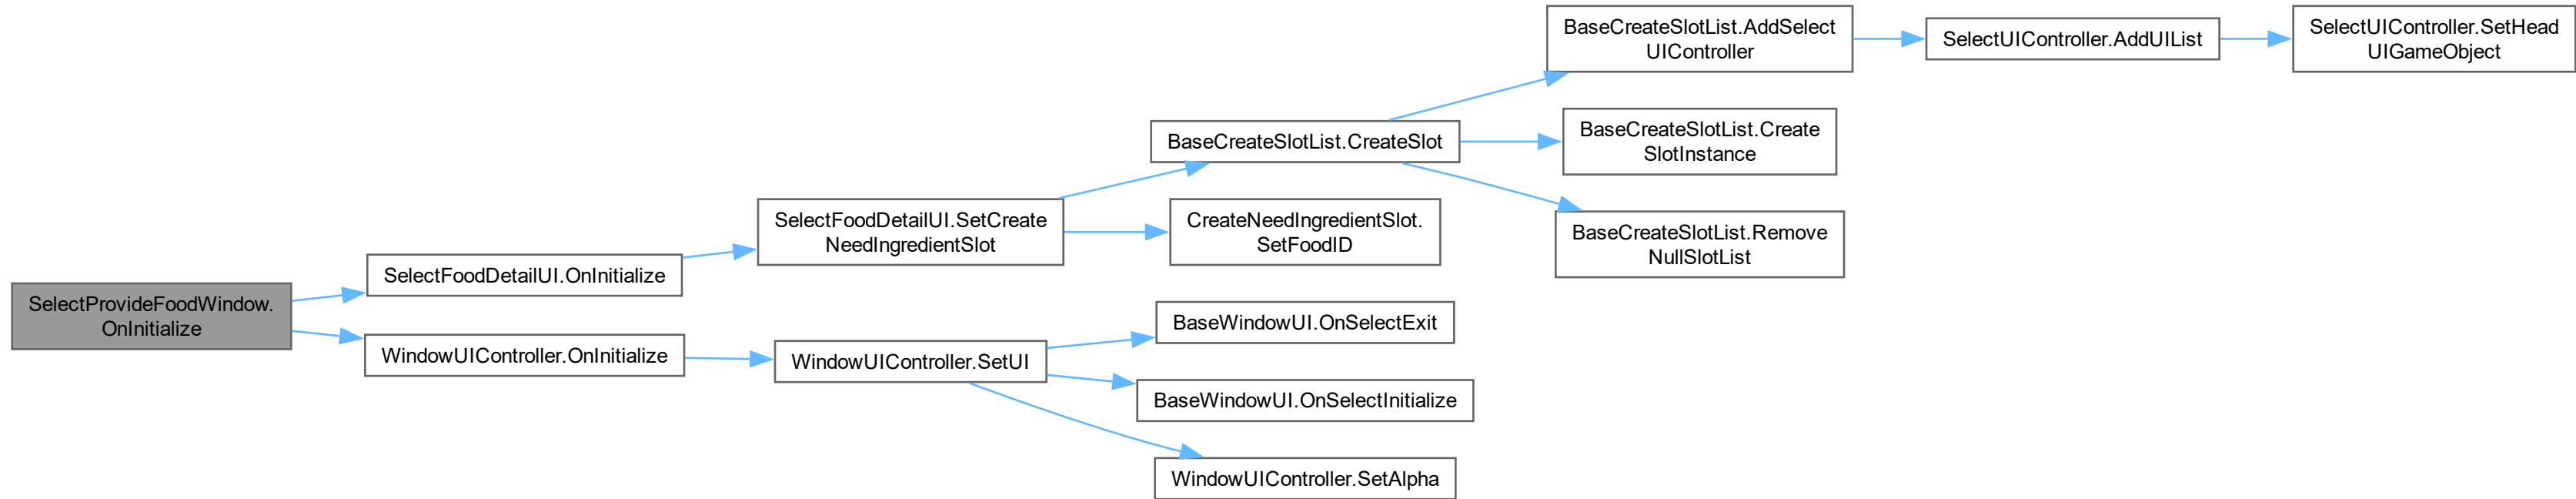 SelectProvideFoodWindow.
OnInitialize
SelectFoodDetailUI.OnInitialize
WindowUIController.OnInitialize
SelectFoodDetailUI.SetCreate
NeedIngredientSlot
WindowUIController.SetUI
BaseCreateSlotList.CreateSlot
CreateNeedIngredientSlot.
SetFoodID
BaseWindowUI.OnSelectExit
BaseWindowUI.OnSelectInitialize
WindowUIController.SetAlpha
BaseCreateSlotList.AddSelect
UIController
BaseCreateSlotList.Create
SlotInstance
BaseCreateSlotList.Remove
NullSlotList
SelectUIController.AddUIList
SelectUIController.SetHead
UIGameObject